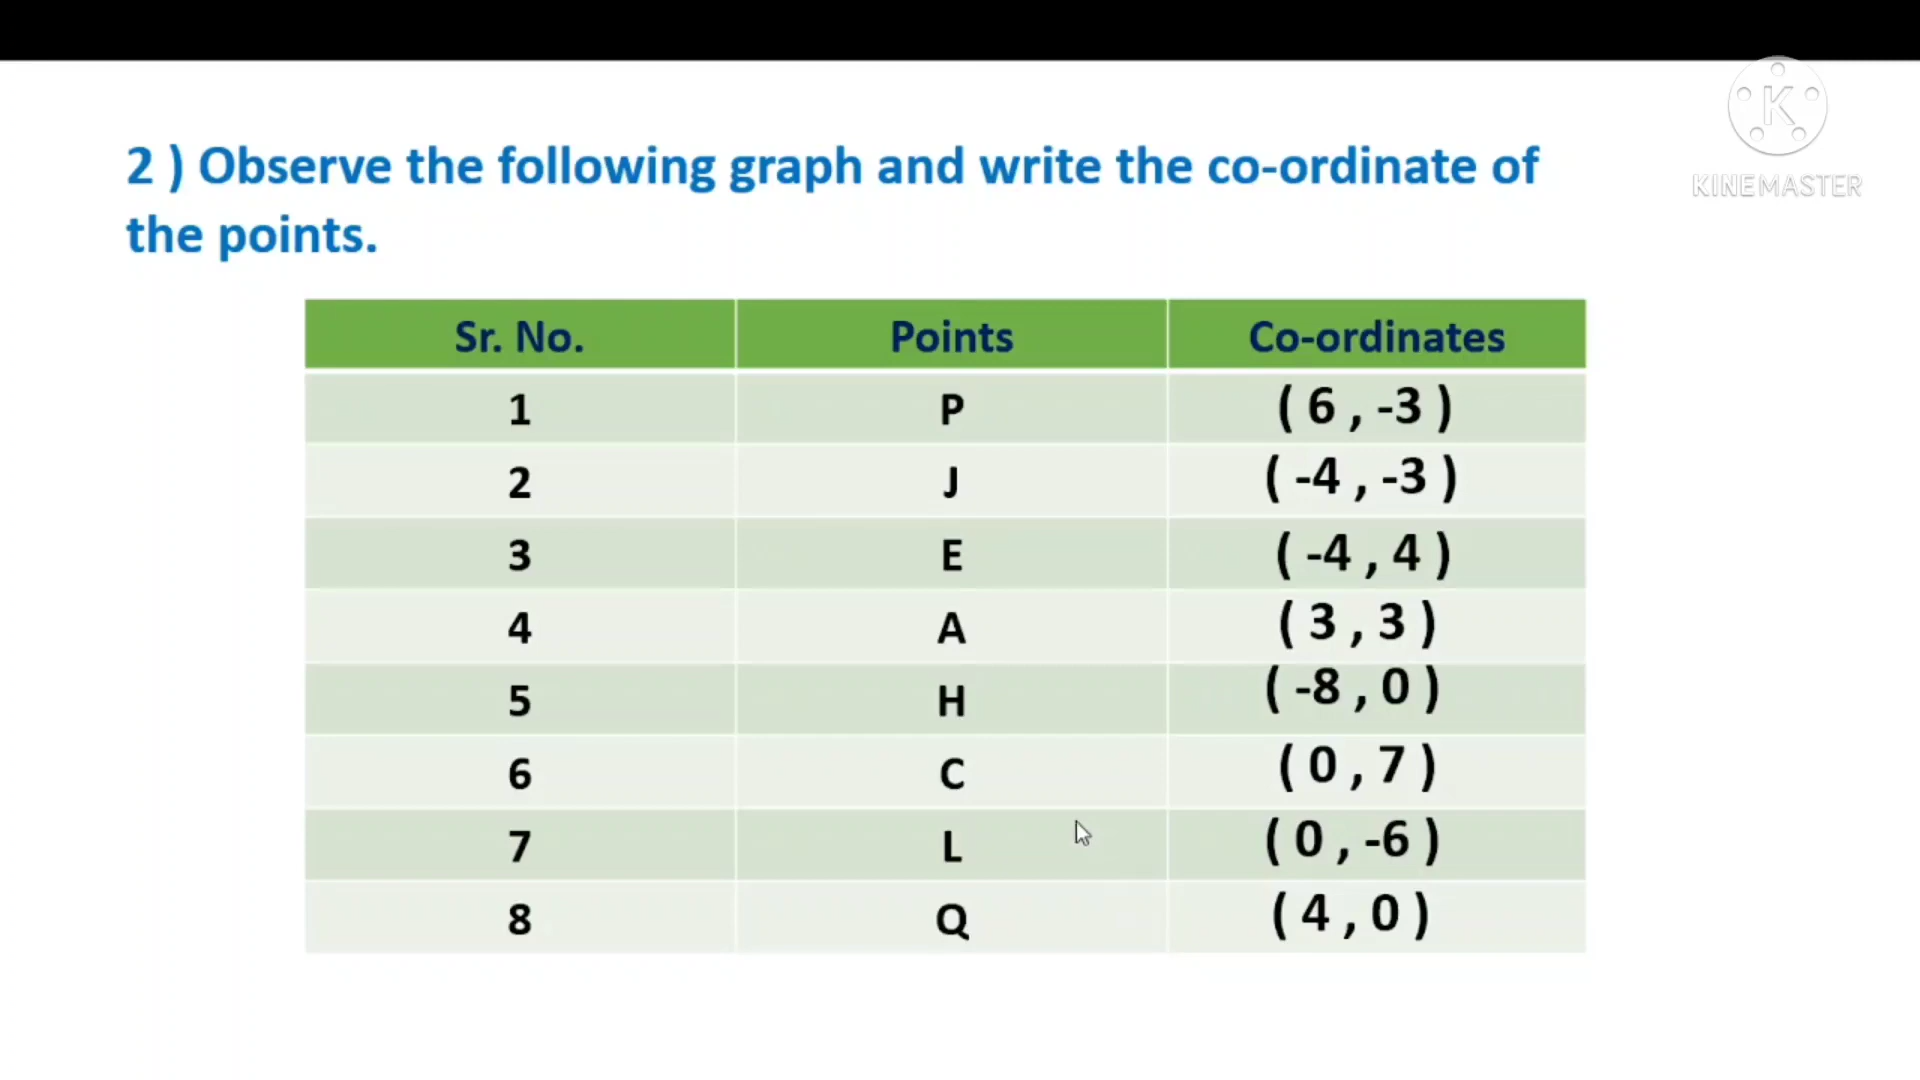 KINEMASTER
2 ) Observe the following graph and write the co-ordinate of
the points.
Sr. No. Points Co-ordinates
1 P ( 6 , -3 )
2 J ( -4 , -3 )
3 E ( -4 , 4 )
4 A ( 3 , 3 )
5 H ( -8 , 0 )
6 C ( 0 , 7 )
7 L ( 0 , -6 )
8 Q ( 4 , 0 )